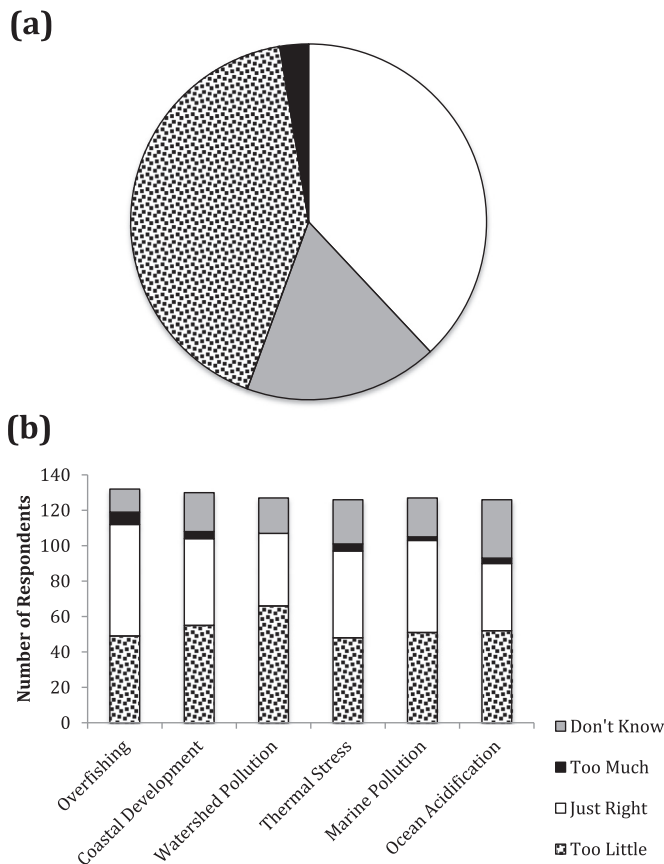 (a)
(b)
Number of Respondents
140
120
100
80
60
40
20
0
Overfishing
Coastal Development
Watershed Pollution
Thermal Stress
Marine Pollution
Ocean Acidification
Don't Know
Too Much
Just Right
Too Little